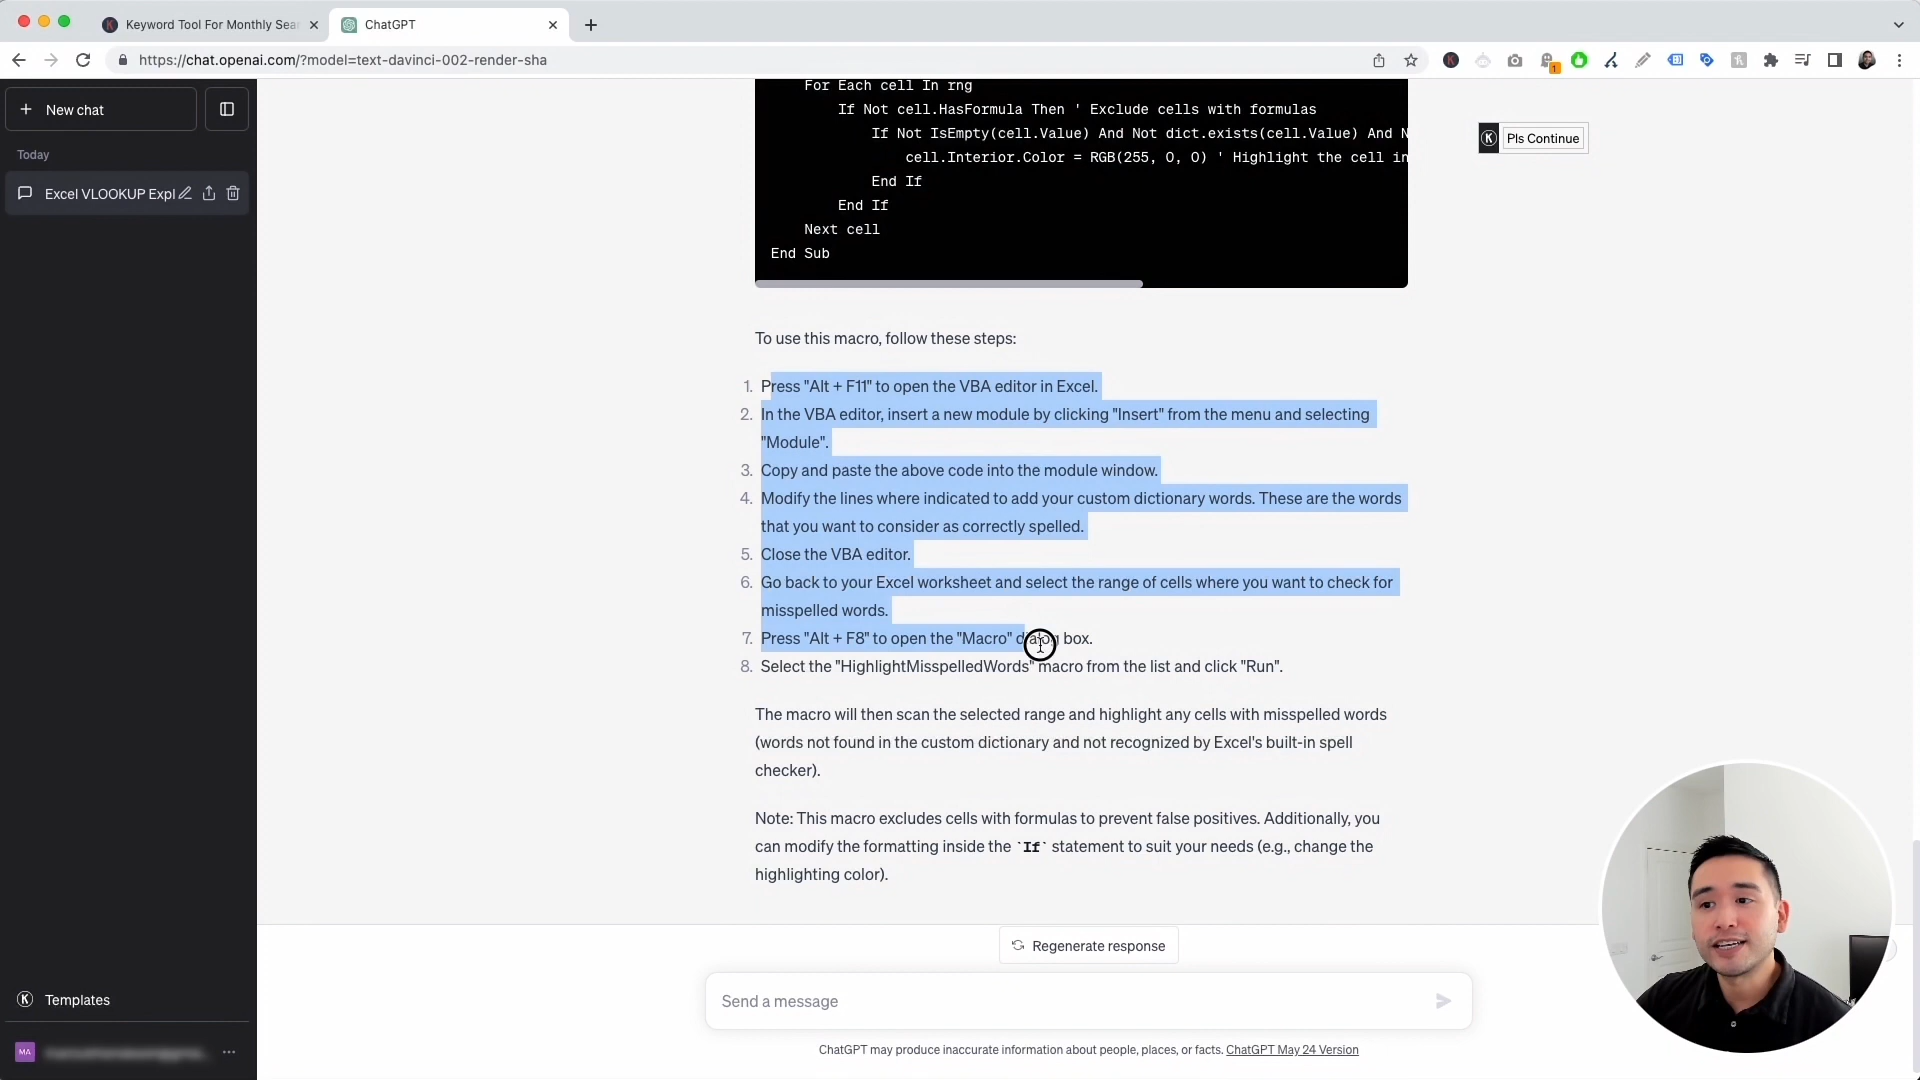 Keyword Tool For Monthly Sear
ChatGPT
https://chat.openai.com/?model=text-davinci-002-render-sha
1
New chat
Today
Excel VLOOKUP Expl
For Each cell In rng
If Not cell.HasFormula Then ' Exclude cells with formulas
If Not IsEmpty(cell.Value) And Not dict.exists(cell.Value) And N
cell.Interior.Color = RGB(255, 0, 0) ' Highlight the cell in
End If
End If
Next cell
End Sub
K Pls Continue
To use this macro, follow these steps:
1. Press "Alt + F11" to open the VBA editor in Excel.
2. In the VBA editor, insert a new module by clicking "Insert" from the menu and selecting
"Module".
3. Copy and paste the above code into the module window.
4. Modify the lines where indicated to add your custom dictionary words. These are the words
that you want to consider as correctly spelled.
5. Close the VBA editor.
6. Go back to your Excel worksheet and select the range of cells where you want to check for
misspelled words.
7. Press "Alt + F8" to open the "Macro" dialog box.
8. Select the "HighlightMisspelledWords" macro from the list and click "Run".
The macro will then scan the selected range and highlight any cells with misspelled words
(words not found in the custom dictionary and not recognized by Excel's built-in spell
checker).
Note: This macro excludes cells with formulas to prevent false positives. Additionally, you
can modify the formatting inside the `If` statement to suit your needs (e.g., change the
highlighting color).
Regenerate response
Send a message
K Templates
MA
ChatGPT may produce inaccurate information about people, places, or facts. ChatGPT May 24 Version